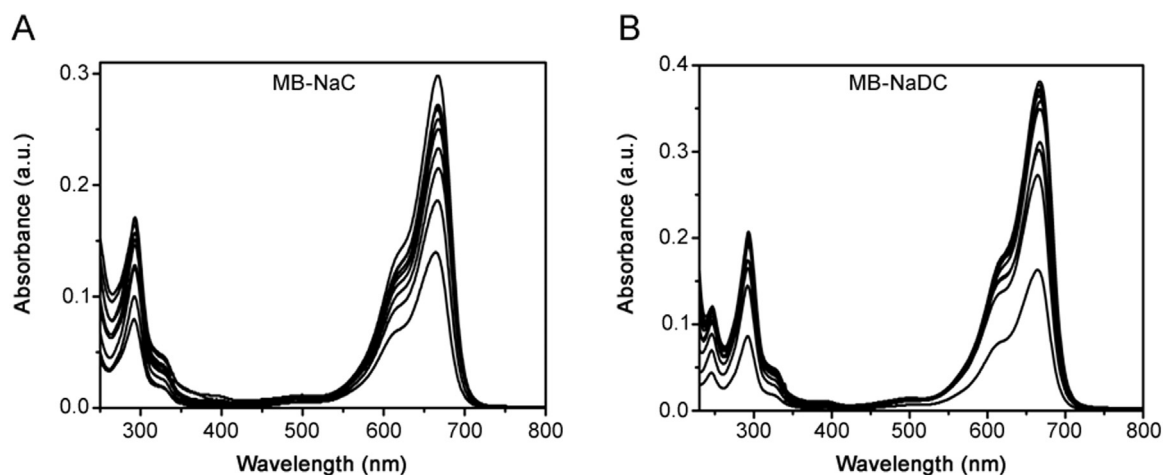 A
MB-NaC
Absorbance (a.u.)
0.3
0.2
0.1
0.0
300 400 500 600 700 800
Wavelength (nm)
B
MB-NaDC
Absorbance (a.u.)
0.4
0.3
0.2
0.1
0.0
300 400 500 600 700 800
Wavelength (nm)